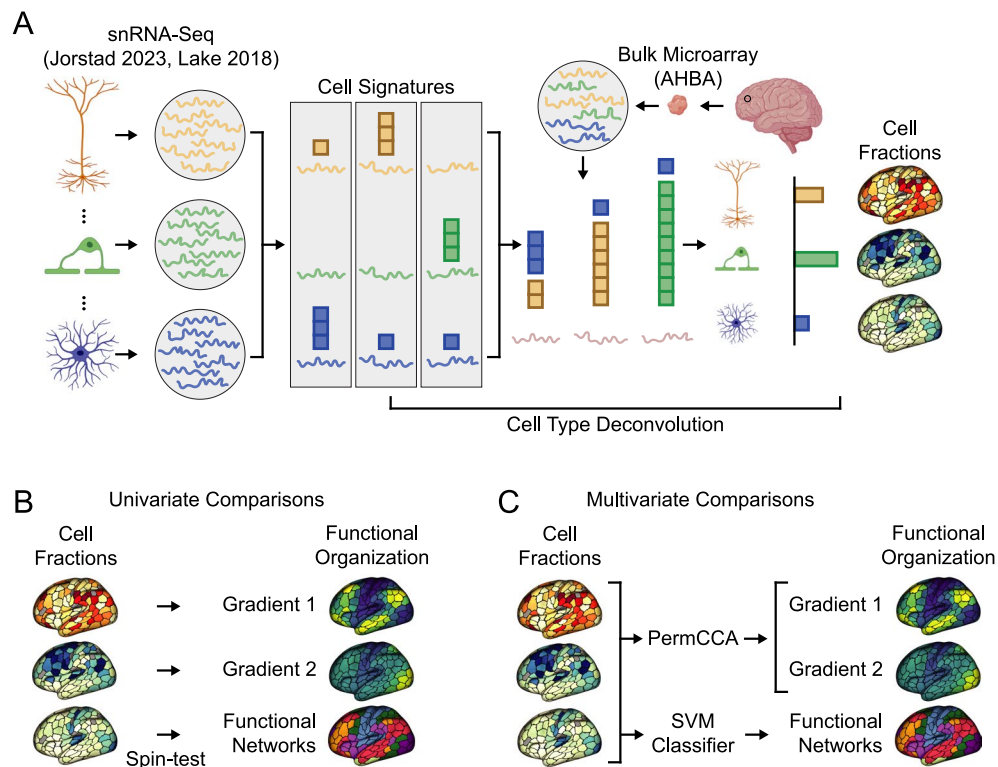 A
snRNA-Seq
(Jorstad 2023, Lake 2018)
Cell Signatures
Bulk Microarray
(AHBA)
Cell
Fractions
Cell Type Deconvolution
B
Univariate Comparisons
Cell
Fractions
Functional
Organization
Gradient 1
Gradient 2
Functional
Networks
Spin-test
C
Multivariate Comparisons
Cell
Fractions
Functional
Organization
Gradient 1
PermCCA
Gradient 2
SVM
Classifier
Functional
Networks